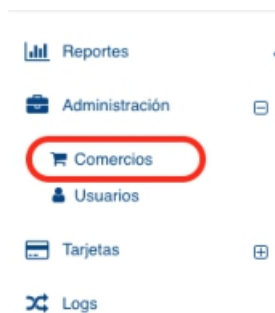 Reportes
Administración
Comercios
Usuarios
Tarjetas
Logs